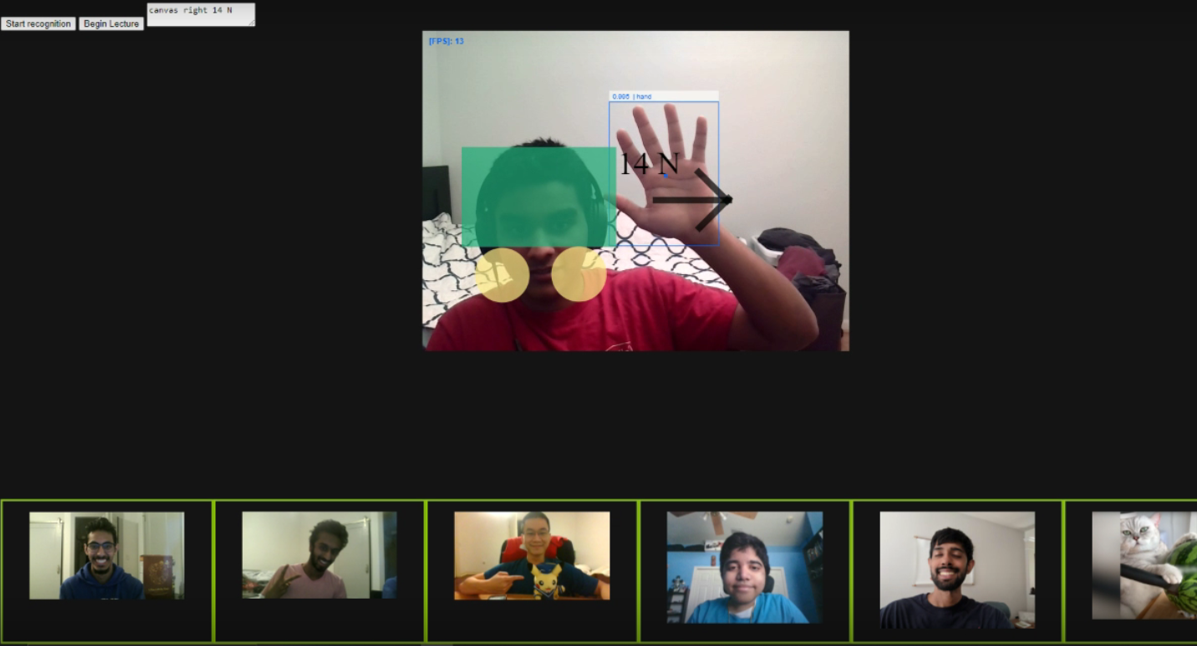 canvas right 14 N
Start recognition
Begin Lecture
[FPS]: 13
0.995 | hand
14 N